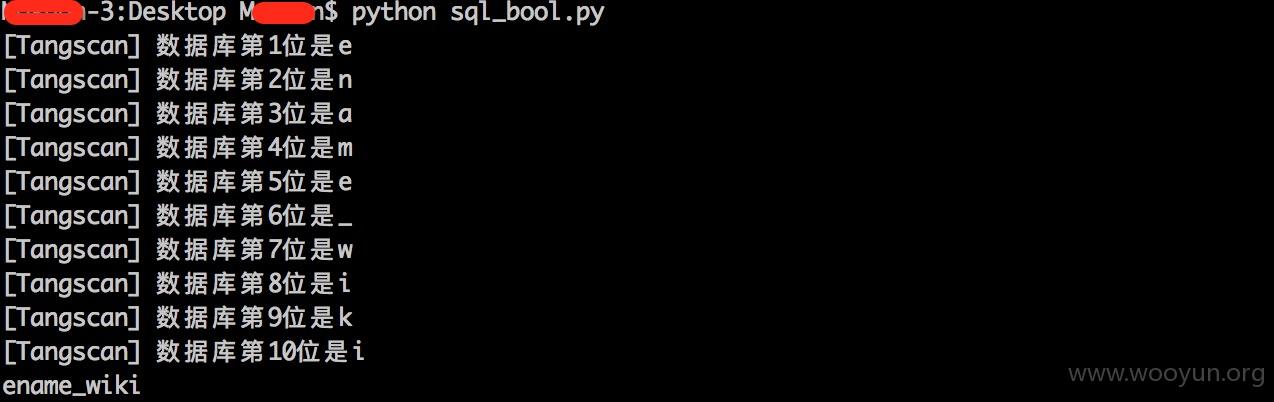 -3:Desktop M n$ python sql_bool.py
[Tangscan] 数据库第1位是e
[Tangscan] 数据库第2位是n
[Tangscan] 数据库第3位是a
[Tangscan] 数据库第4位是m
[Tangscan] 数据库第5位是e
[Tangscan] 数据库第6位是_
[Tangscan] 数据库第7位是w
[Tangscan] 数据库第8位是i
[Tangscan] 数据库第9位是k
[Tangscan] 数据库第10位是i
www.wooyun.org
ename_wiki